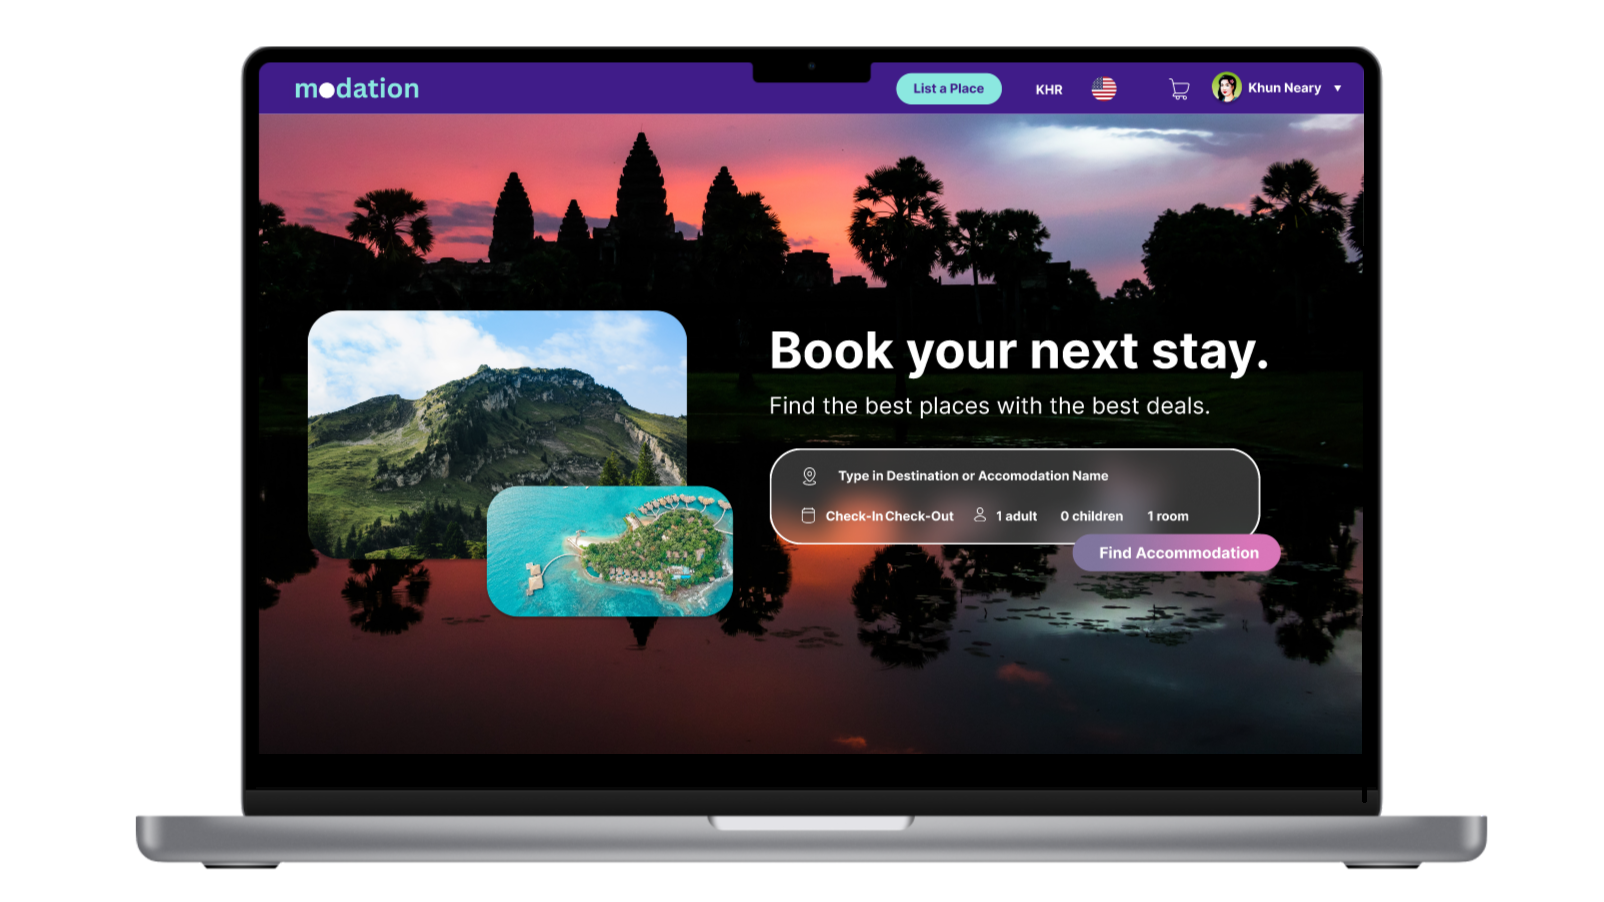 modation
List a Place
KHR
Khun Neary
Book your next stay.
Find the best places with the best deals.
Type in Destination or Accomodation Name
Check-In Check-Out 1 adult 0 children 1 room
Find Accommodation